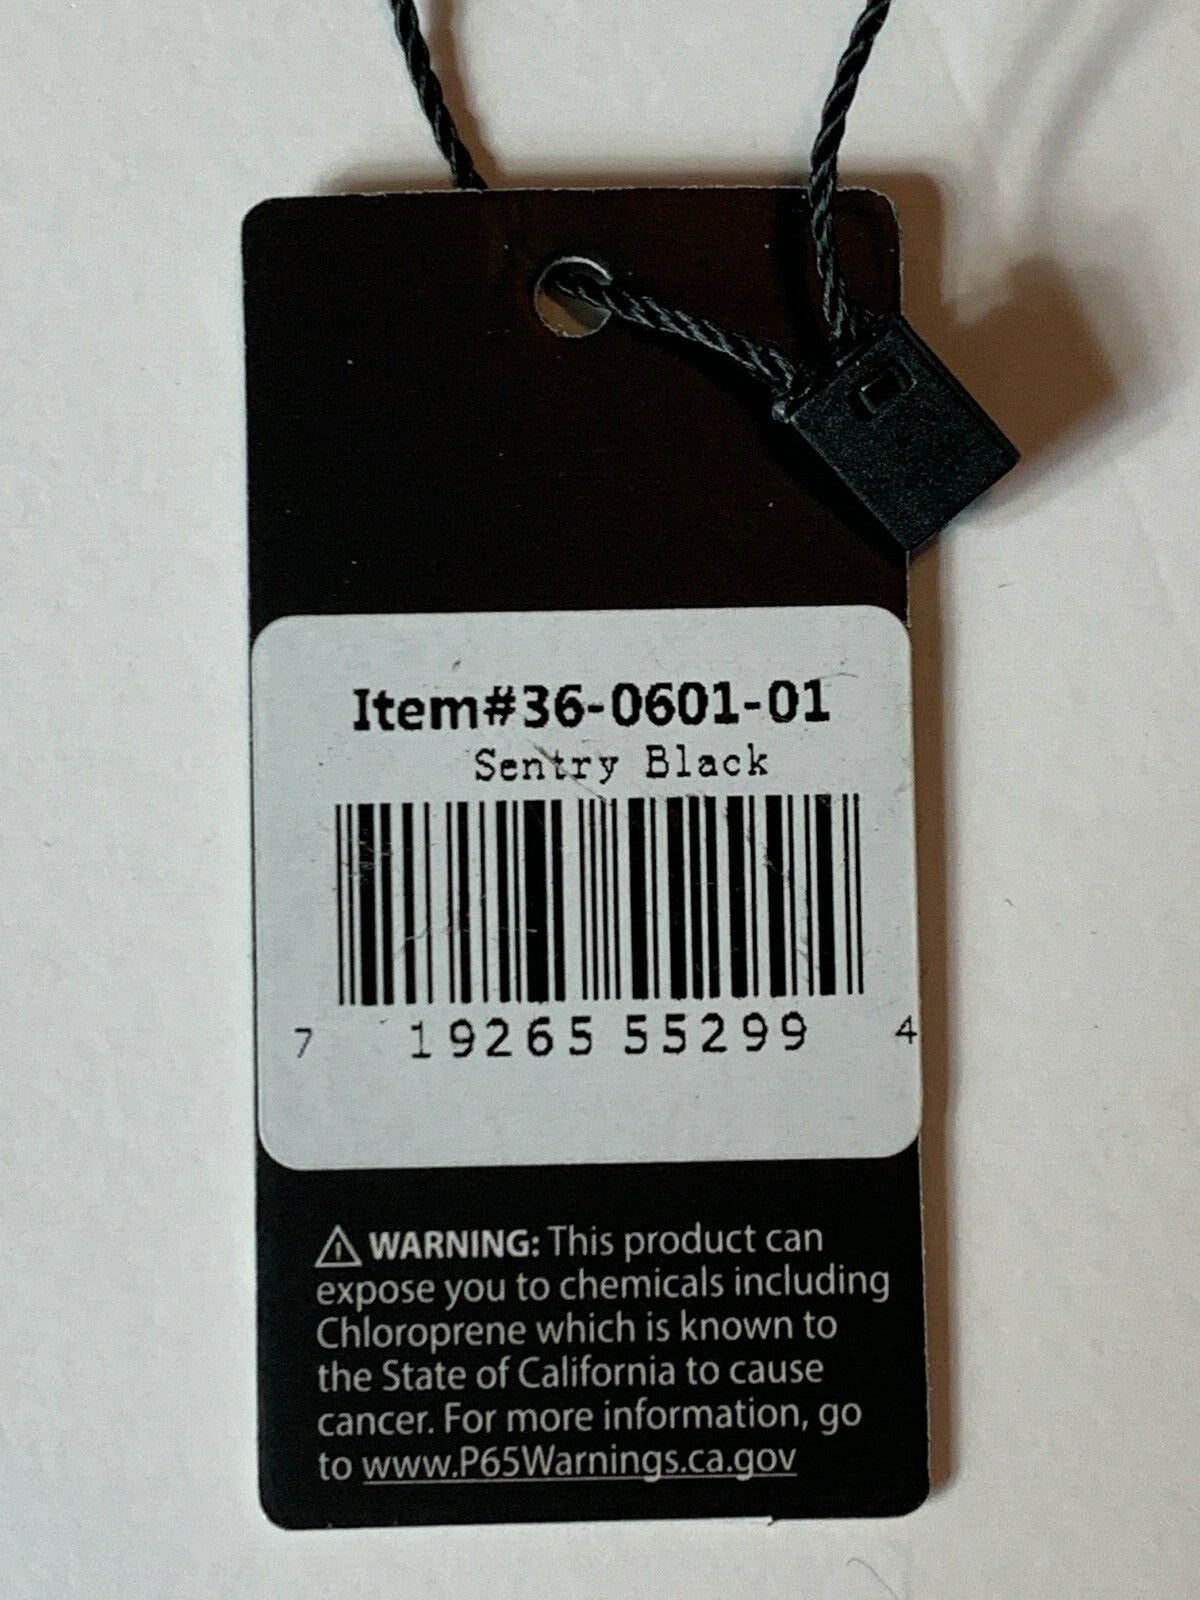 Item#36-0601-01
Sentry Black
7 19265 55299 4
⚠ WARNING: This product can
expose you to chemicals including
Chloroprene which is known to
the State of California to cause
cancer. For more information, go
to www.P65Warnings.ca.gov